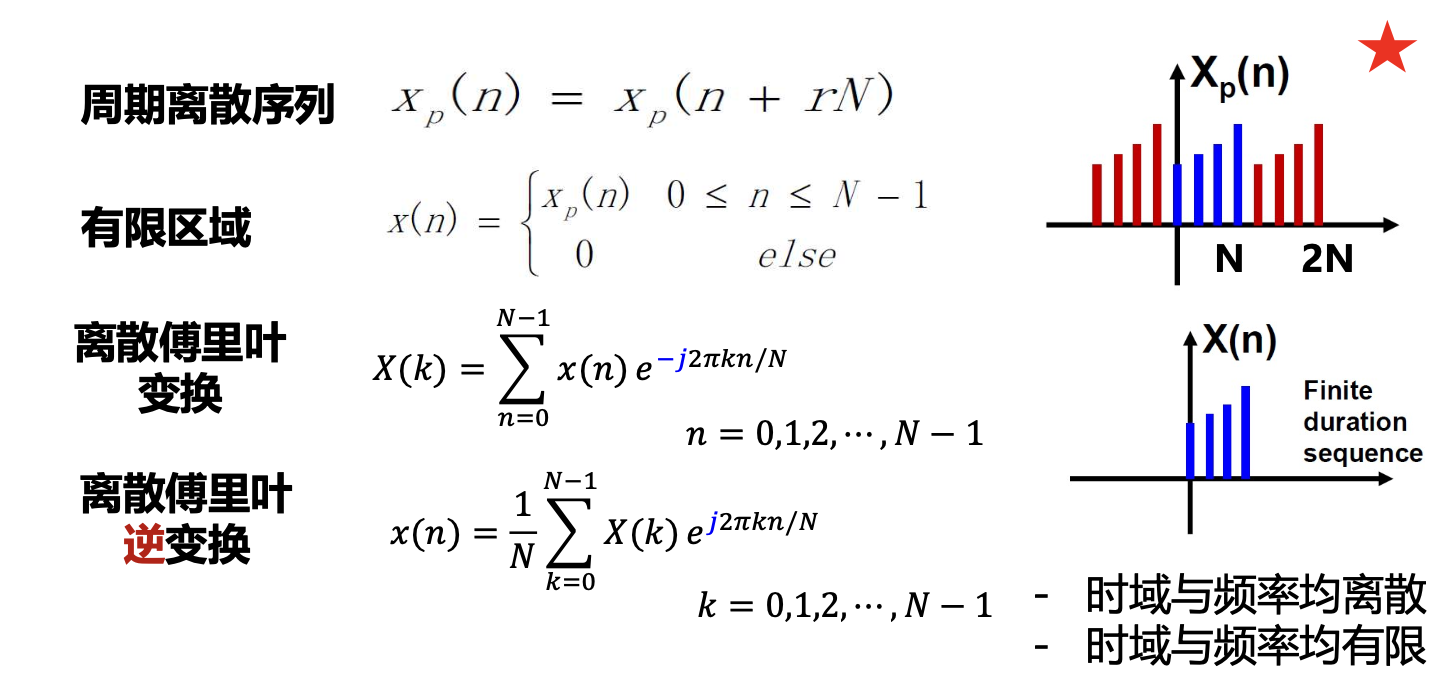 周期离散序列
x_p(n) = x_p(n + rN)
X_p(n)
N 2N
有限区域
x(n) = { x_p(n) 0 ≤ n ≤ N − 1
0 else
离散傅里叶
变换
X(k) = ∑_{n=0}^{N−1} x(n) e^{−j2πkn/N}
n = 0,1,2,⋯,N − 1
X(n)
Finite
duration
sequence
离散傅里叶
逆变换
x(n) = \frac{1}{N} ∑_{k=0}^{N−1} X(k) e^{j2πkn/N}
k = 0,1,2,⋯,N − 1
- 时域与频率均离散
- 时域与频率均有限